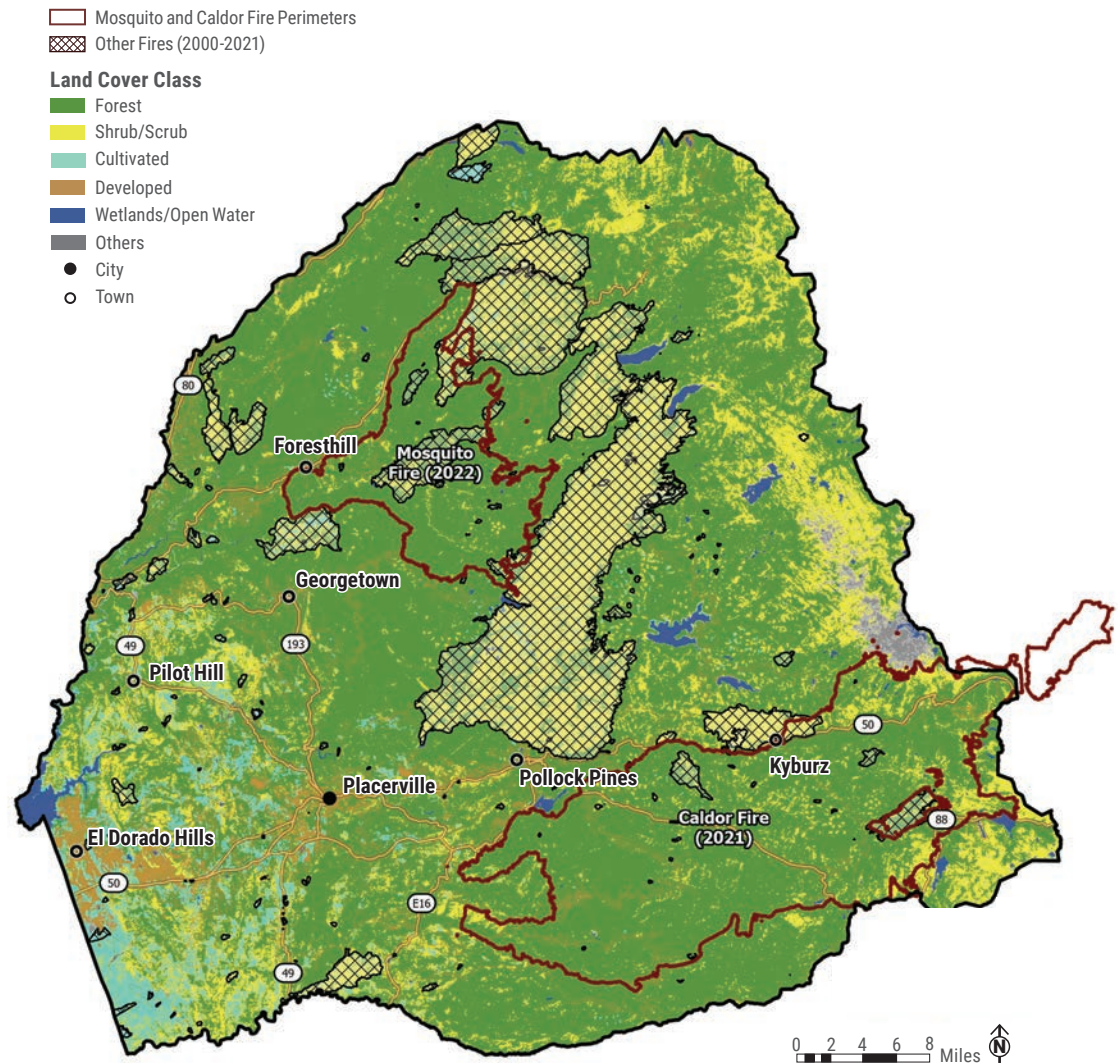 Mosquito and Caldor Fire Perimeters
Other Fires (2000-2021)
Land Cover Class
Forest
Shrub/Scrub
Cultivated
Developed
Wetlands/Open Water
Others
City
Town
80
Foresthill
Mosquito
Fire (2022)
Georgetown
49
193
Pilot Hill
50
Kyburz
Pollock Pines
Placerville
Caldor Fire
(2021)
88
El Dorado Hills
50
E16
49
0 2 4 6 8
Miles
N